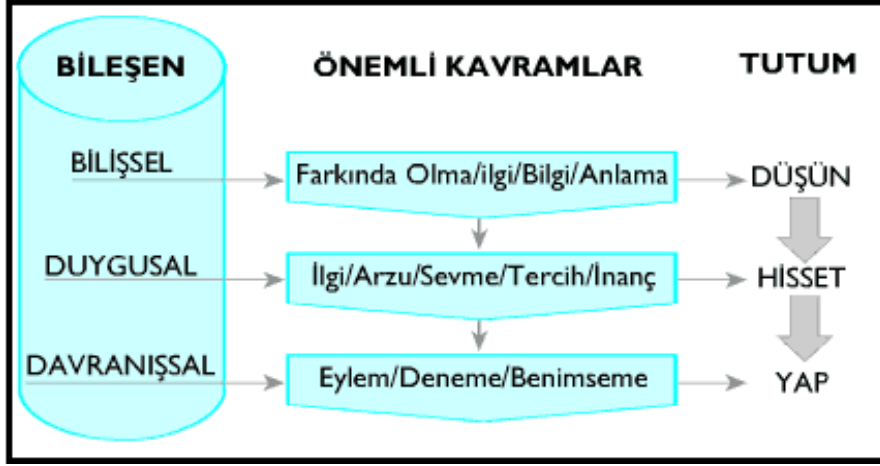 BİLEŞEN ÖNEMLİ KAVRAMLAR TUTUM
BİLİŞSEL Farkında Olma/ilgi/Bilgi/Anlama DÜŞÜN
DUYGUSAL İlgi/Arzu/Sevme/Tercih/İnanç HİSSET
DAVRANIŞSAL Eylem/Deneme/Benimseme YAP